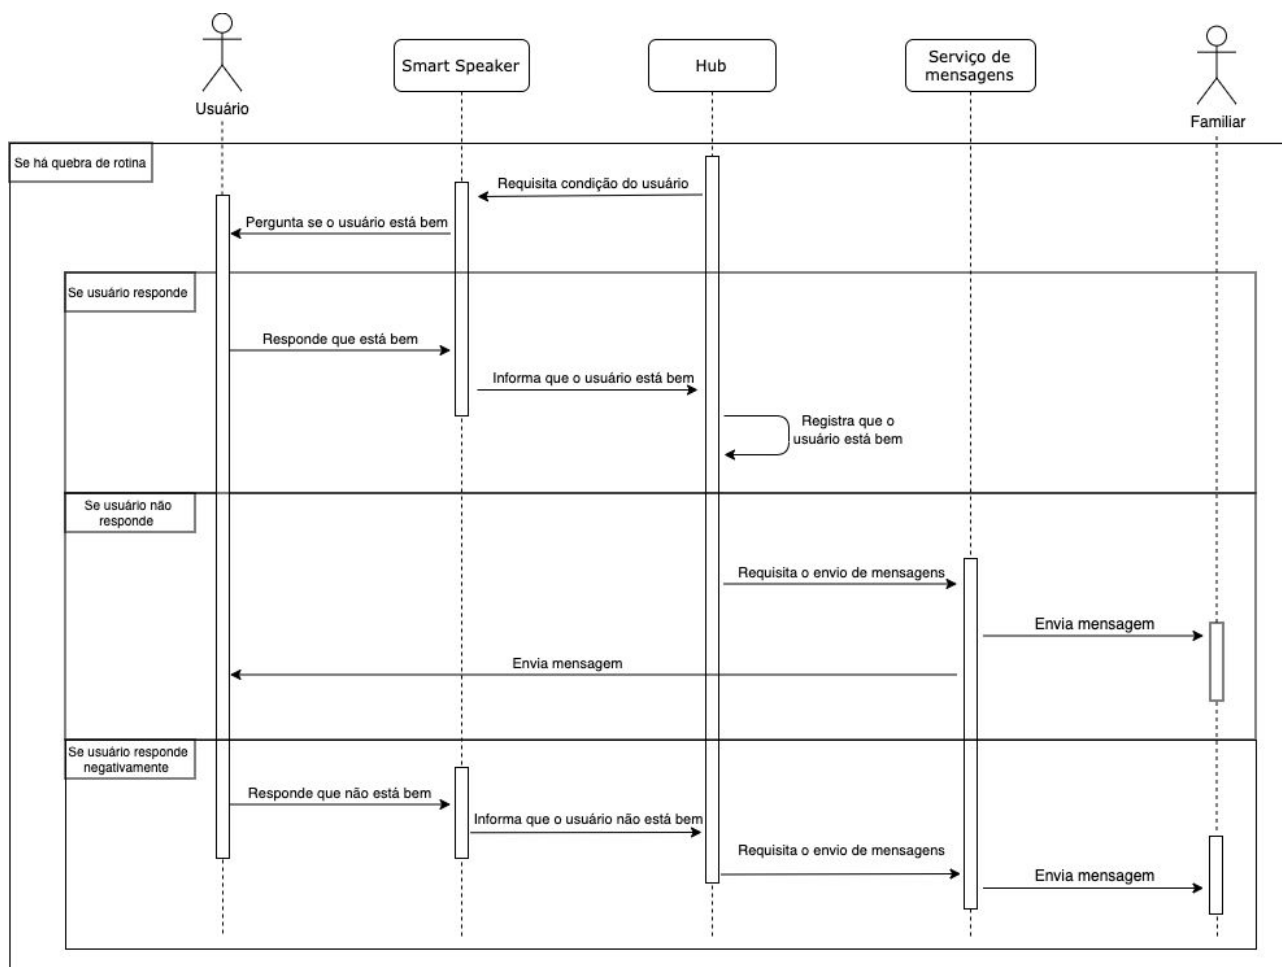 Usuário
Smart Speaker
Hub
Serviço de
mensagens
Familiar
Se há quebra de rotina
Requisita condição do usuário
Pergunta se o usuário está bem
Se usuário responde
Responde que está bem
Informa que o usuário está bem
Registra que o
usuário está bem
Se usuário não
responde
Requisita o envio de mensagens
Envia mensagem
Envia mensagem
Se usuário responde
negativamente
Responde que não está bem
Informa que o usuário não está bem
Requisita o envio de mensagens
Envia mensagem